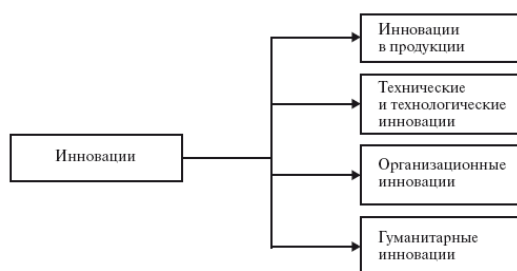 Инновации
Инновации
в продукции
Технические
и технологические
инновации
Организационные
инновации
Гуманитарные
инновации